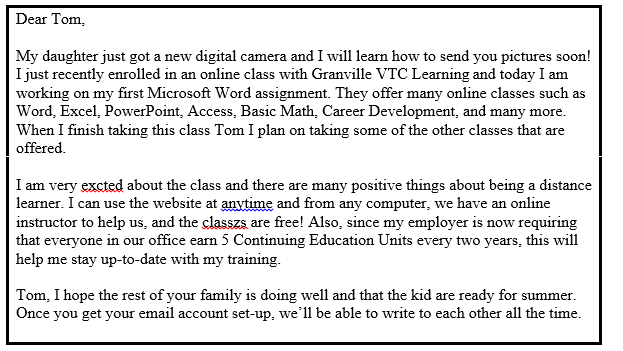 Dear Tom,
My daughter just got a new digital camera and I will learn how to send you pictures soon!
I just recently enrolled in an online class with Granville VTC Learning and today I am
working on my first Microsoft Word assignment. They offer many online classes such as
Word, Excel, PowerPoint, Access, Basic Math, Career Development, and many more.
When I finish taking this class Tom I plan on taking some of the other classes that are
offered.
I am very excted about the class and there are many positive things about being a distance
learner. I can use the website at anytime and from any computer, we have an online
instructor to help us, and the classzs are free! Also, since my employer is now requiring
that everyone in our office earn 5 Continuing Education Units every two years, this will
help me stay up-to-date with my training.
Tom, I hope the rest of your family is doing well and that the kid are ready for summer.
Once you get your email account set-up, we’ll be able to write to each other all the time.